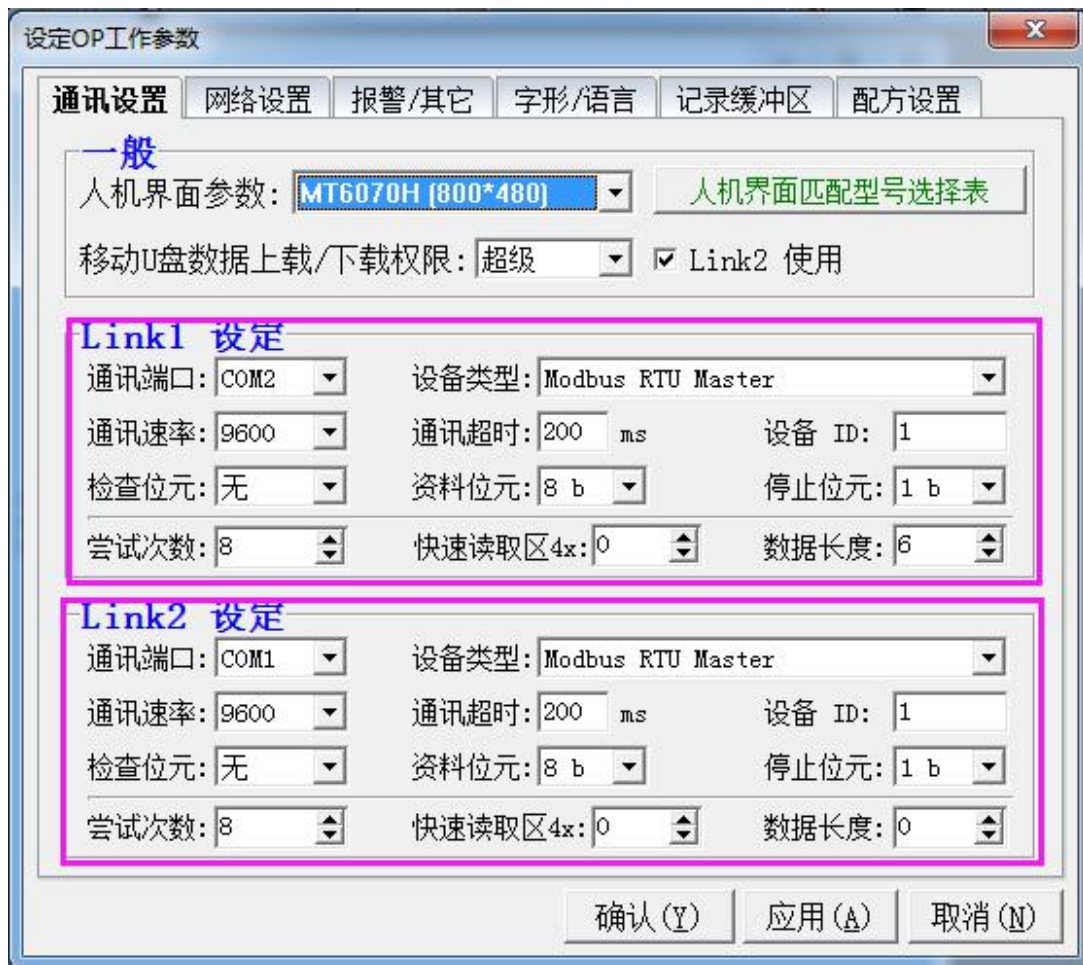 设定OP工作参数
通讯设置 网络设置 报警/其它 字形/语言 记录缓冲区 配方设置
一般
人机界面参数: MT6070H (800*480) 人机界面匹配型号选择表
移动U盘数据上载/下载权限: 超级 Link2 使用
Link1 设定
通讯端口: COM2 设备类型: Modbus RTU Master
通讯速率: 9600 通讯超时: 200 ms 设备 ID: 1
检查位元: 无 资料位元: 8 b 停止位元: 1 b
尝试次数: 8 快速读取区4x: 0 数据长度: 6
Link2 设定
通讯端口: COM1 设备类型: Modbus RTU Master
通讯速率: 9600 通讯超时: 200 ms 设备 ID: 1
检查位元: 无 资料位元: 8 b 停止位元: 1 b
尝试次数: 8 快速读取区4x: 0 数据长度: 0
确认(Y) 应用(A) 取消(N)